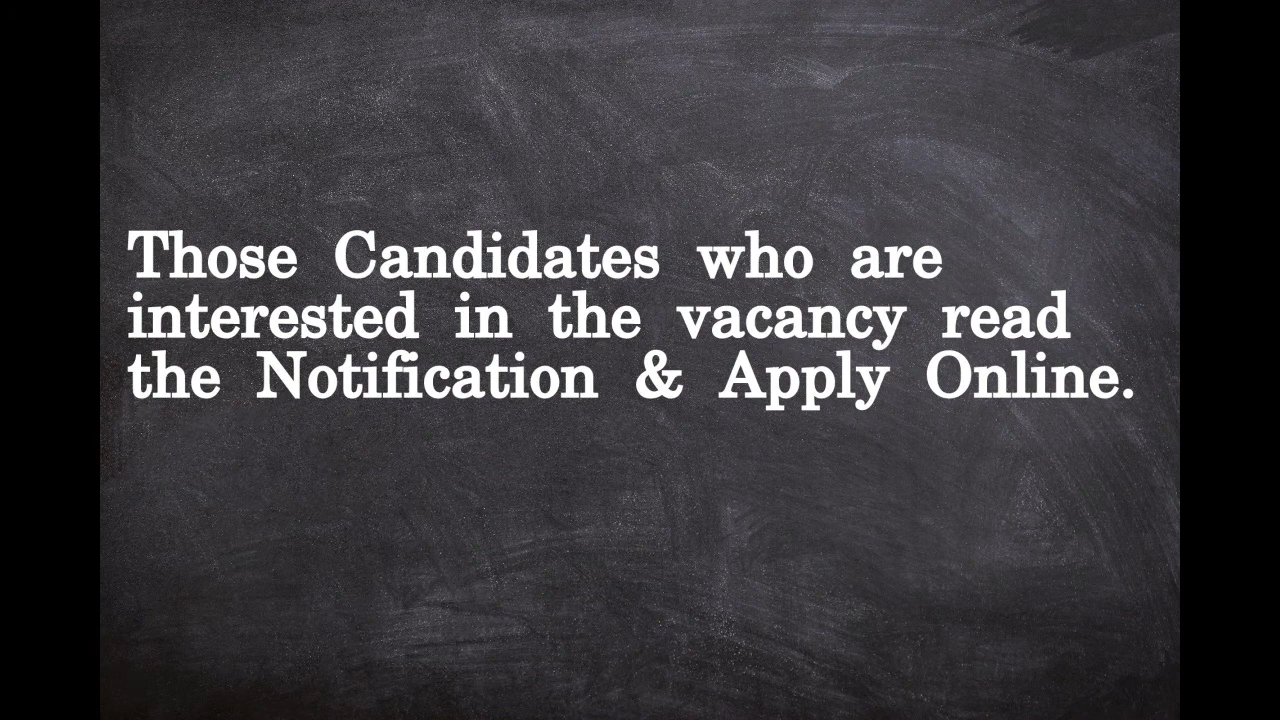 Those Candidates who are
interested in the vacancy read
the Notification & Apply Online.